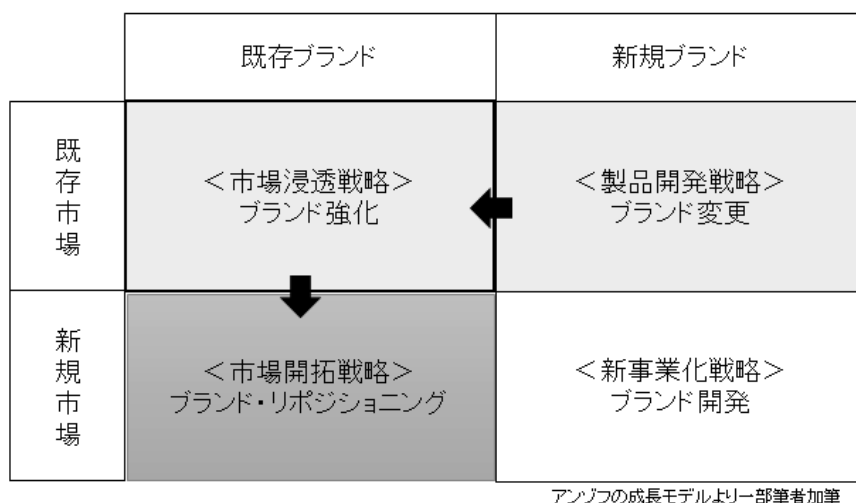 既存ブランド
新規ブランド
既存市場
＜市場浸透戦略＞
ブランド強化
＜製品開発戦略＞
ブランド変更
新規市場
＜市場開拓戦略＞
ブランド・リポジショニング
＜新事業化戦略＞
ブランド開発
アンゾフの成長モデルより一部筆者加筆